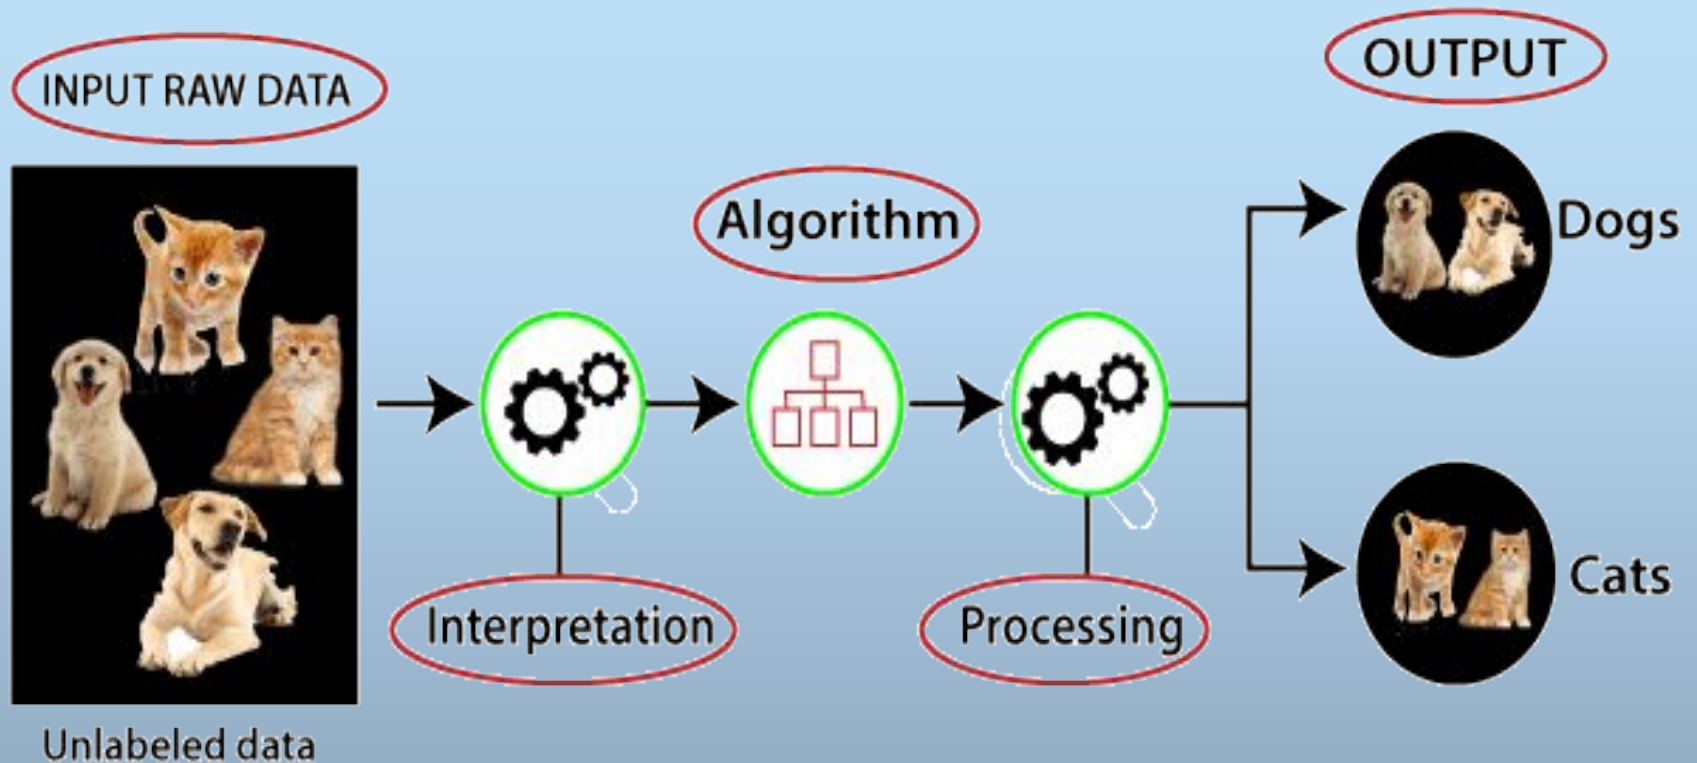 INPUT RAW DATA
OUTPUT
Algorithm
Dogs
Interpretation
Processing
Cats
Unlabeled data